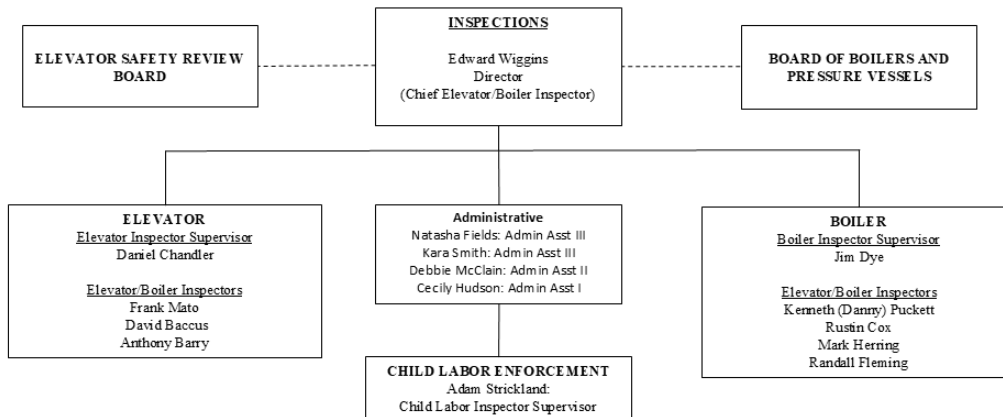 INSPECTIONS
Edward Wiggins
Director
(Chief Elevator/Boiler Inspector)
ELEVATOR SAFETY REVIEW
BOARD
BOARD OF BOILERS AND
PRESSURE VESSELS
ELEVATOR
Elevator Inspector Supervisor
Daniel Chandler
Elevator/Boiler Inspectors
Frank Mato
David Baccus
Anthony Barry
Administrative
Natasha Fields: Admin Asst III
Kara Smith: Admin Asst III
Debbie McClain: Admin Asst II
Cecily Hudson: Admin Asst I
BOILER
Boiler Inspector Supervisor
Jim Dye
Elevator/Boiler Inspectors
Kenneth (Danny) Puckett
Rustin Cox
Mark Herring
Randall Fleming
CHILD LABOR ENFORCEMENT
Adam Strickland:
Child Labor Inspector Supervisor